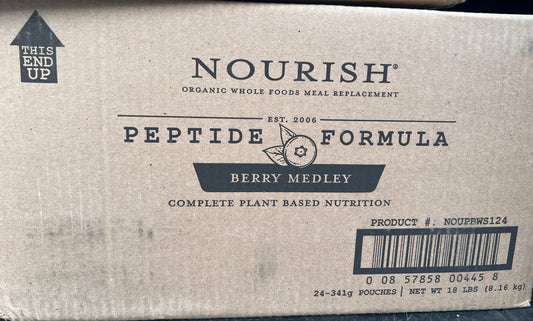 THIS
END
UP
NOURISH®
ORGANIC WHOLE FOODS MEAL REPLACEMENT
EST. 2006
PEPTIDE FORMULA
BERRY MEDLEY
COMPLETE PLANT BASED NUTRITION
PRODUCT #: NOUPBWS124
0 08 57858 00445 8
24-341g POUCHES | NET WT 18 LBS (8.16 kg)